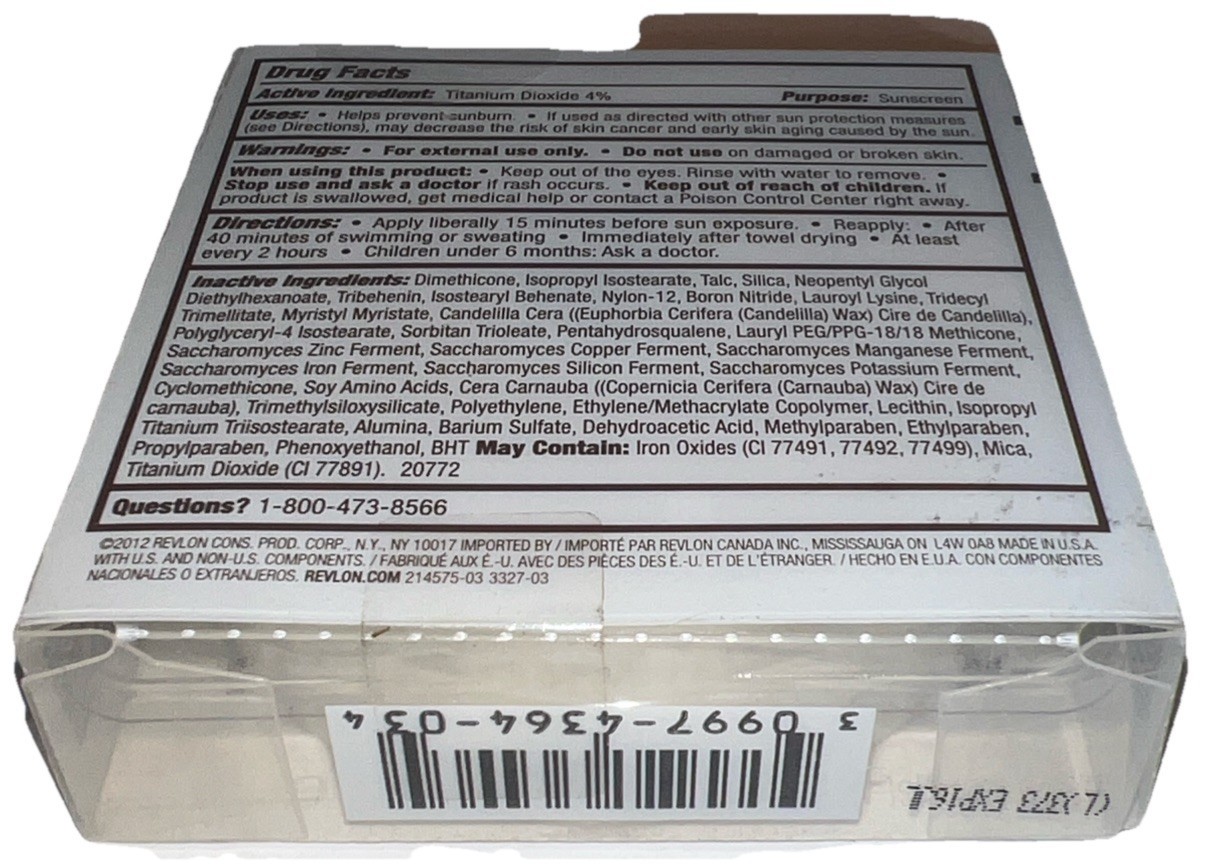 Drug Facts
Active Ingredient: Titanium Dioxide 4% Purpose: Sunscreen
Uses: • Helps prevent sunburn. • If used as directed with other sun protection measures
(see Directions), may decrease the risk of skin cancer and early skin aging caused by the sun.
Warnings: • For external use only. • Do not use on damaged or broken skin.
When using this product: • Keep out of the eyes. Rinse with water to remove. •
Stop use and ask a doctor if rash occurs. • Keep out of reach of children. If
product is swallowed, get medical help or contact a Poison Control Center right away.
Directions: • Apply liberally 15 minutes before sun exposure. • Reapply: • After
40 minutes of swimming or sweating • Immediately after towel drying • At least
every 2 hours • Children under 6 months: Ask a doctor.
Inactive Ingredients: Dimethicone, Isopropyl Isostearate, Talc, Silica, Neopentyl Glycol
Diethylhexanoate, Tribehenin, Isostearyl Behenate, Nylon-12, Boron Nitride, Lauroyl Lysine, Tridecyl
Trimellitate, Myristyl Myristate, Candelilla Cera ((Euphorbia Cerifera (Candelilla) Wax) Cire de Candelilla),
Polyglyceryl-4 Isostearate, Sorbitan Trioleate, Pentahydrosqualene, Lauryl PEG/PPG-18/18 Methicone,
Saccharomyces Zinc Ferment, Saccharomyces Copper Ferment, Saccharomyces Manganese Ferment,
Saccharomyces Iron Ferment, Saccharomyces Silicon Ferment, Saccharomyces Potassium Ferment,
Cyclomethicone, Soy Amino Acids, Cera Carnauba ((Copernicia Cerifera (Carnauba) Wax) Cire de
carnauba), Trimethylsiloxysilicate, Polyethylene, Ethylene/Methacrylate Copolymer, Lecithin, Isopropyl
Titanium Triisostearate, Alumina, Barium Sulfate, Dehydroacetic Acid, Methylparaben, Ethylparaben,
Propylparaben, Phenoxyethanol, BHT May Contain: Iron Oxides (CI 77491, 77492, 77499), Mica,
Titanium Dioxide (CI 77891). 20772
Questions? 1-800-473-8566
©2012 REVLON CONS. PROD. CORP., N.Y., NY 10017 IMPORTED BY / IMPORTÉ PAR REVLON CANADA INC., MISSISSAUGA ON L4W 0A8 MADE IN U.S.A.
WITH U.S. AND NON-U.S. COMPONENTS. / FABRIQUÉ AUX É.-U. AVEC DES PIÈCES DES É.-U. ET DE L'ÉTRANGER. / HECHO EN E.U.A. CON COMPONENTES
NACIONALES O EXTRANJEROS. REVLON.COM 214575-03 3327-03
3 0997-4364-03 4
(L)373 EXP16J